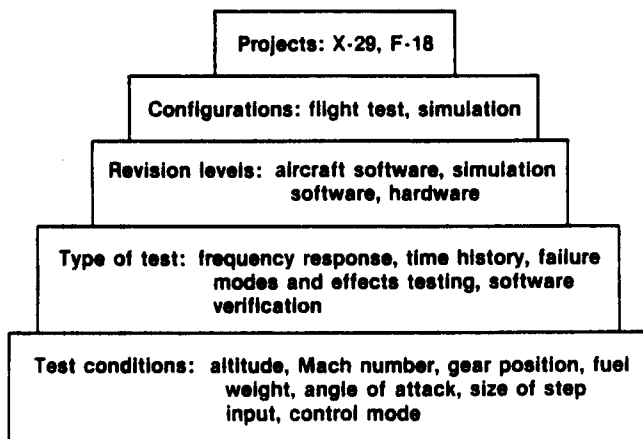 Projects: X-29, F-18
Configurations: flight test, simulation
Revision levels: aircraft software, simulation
software, hardware
Type of test: frequency response, time history, failure
modes and effects testing, software
verification
Test conditions: altitude, Mach number, gear position, fuel
weight, angle of attack, size of step
input, control mode